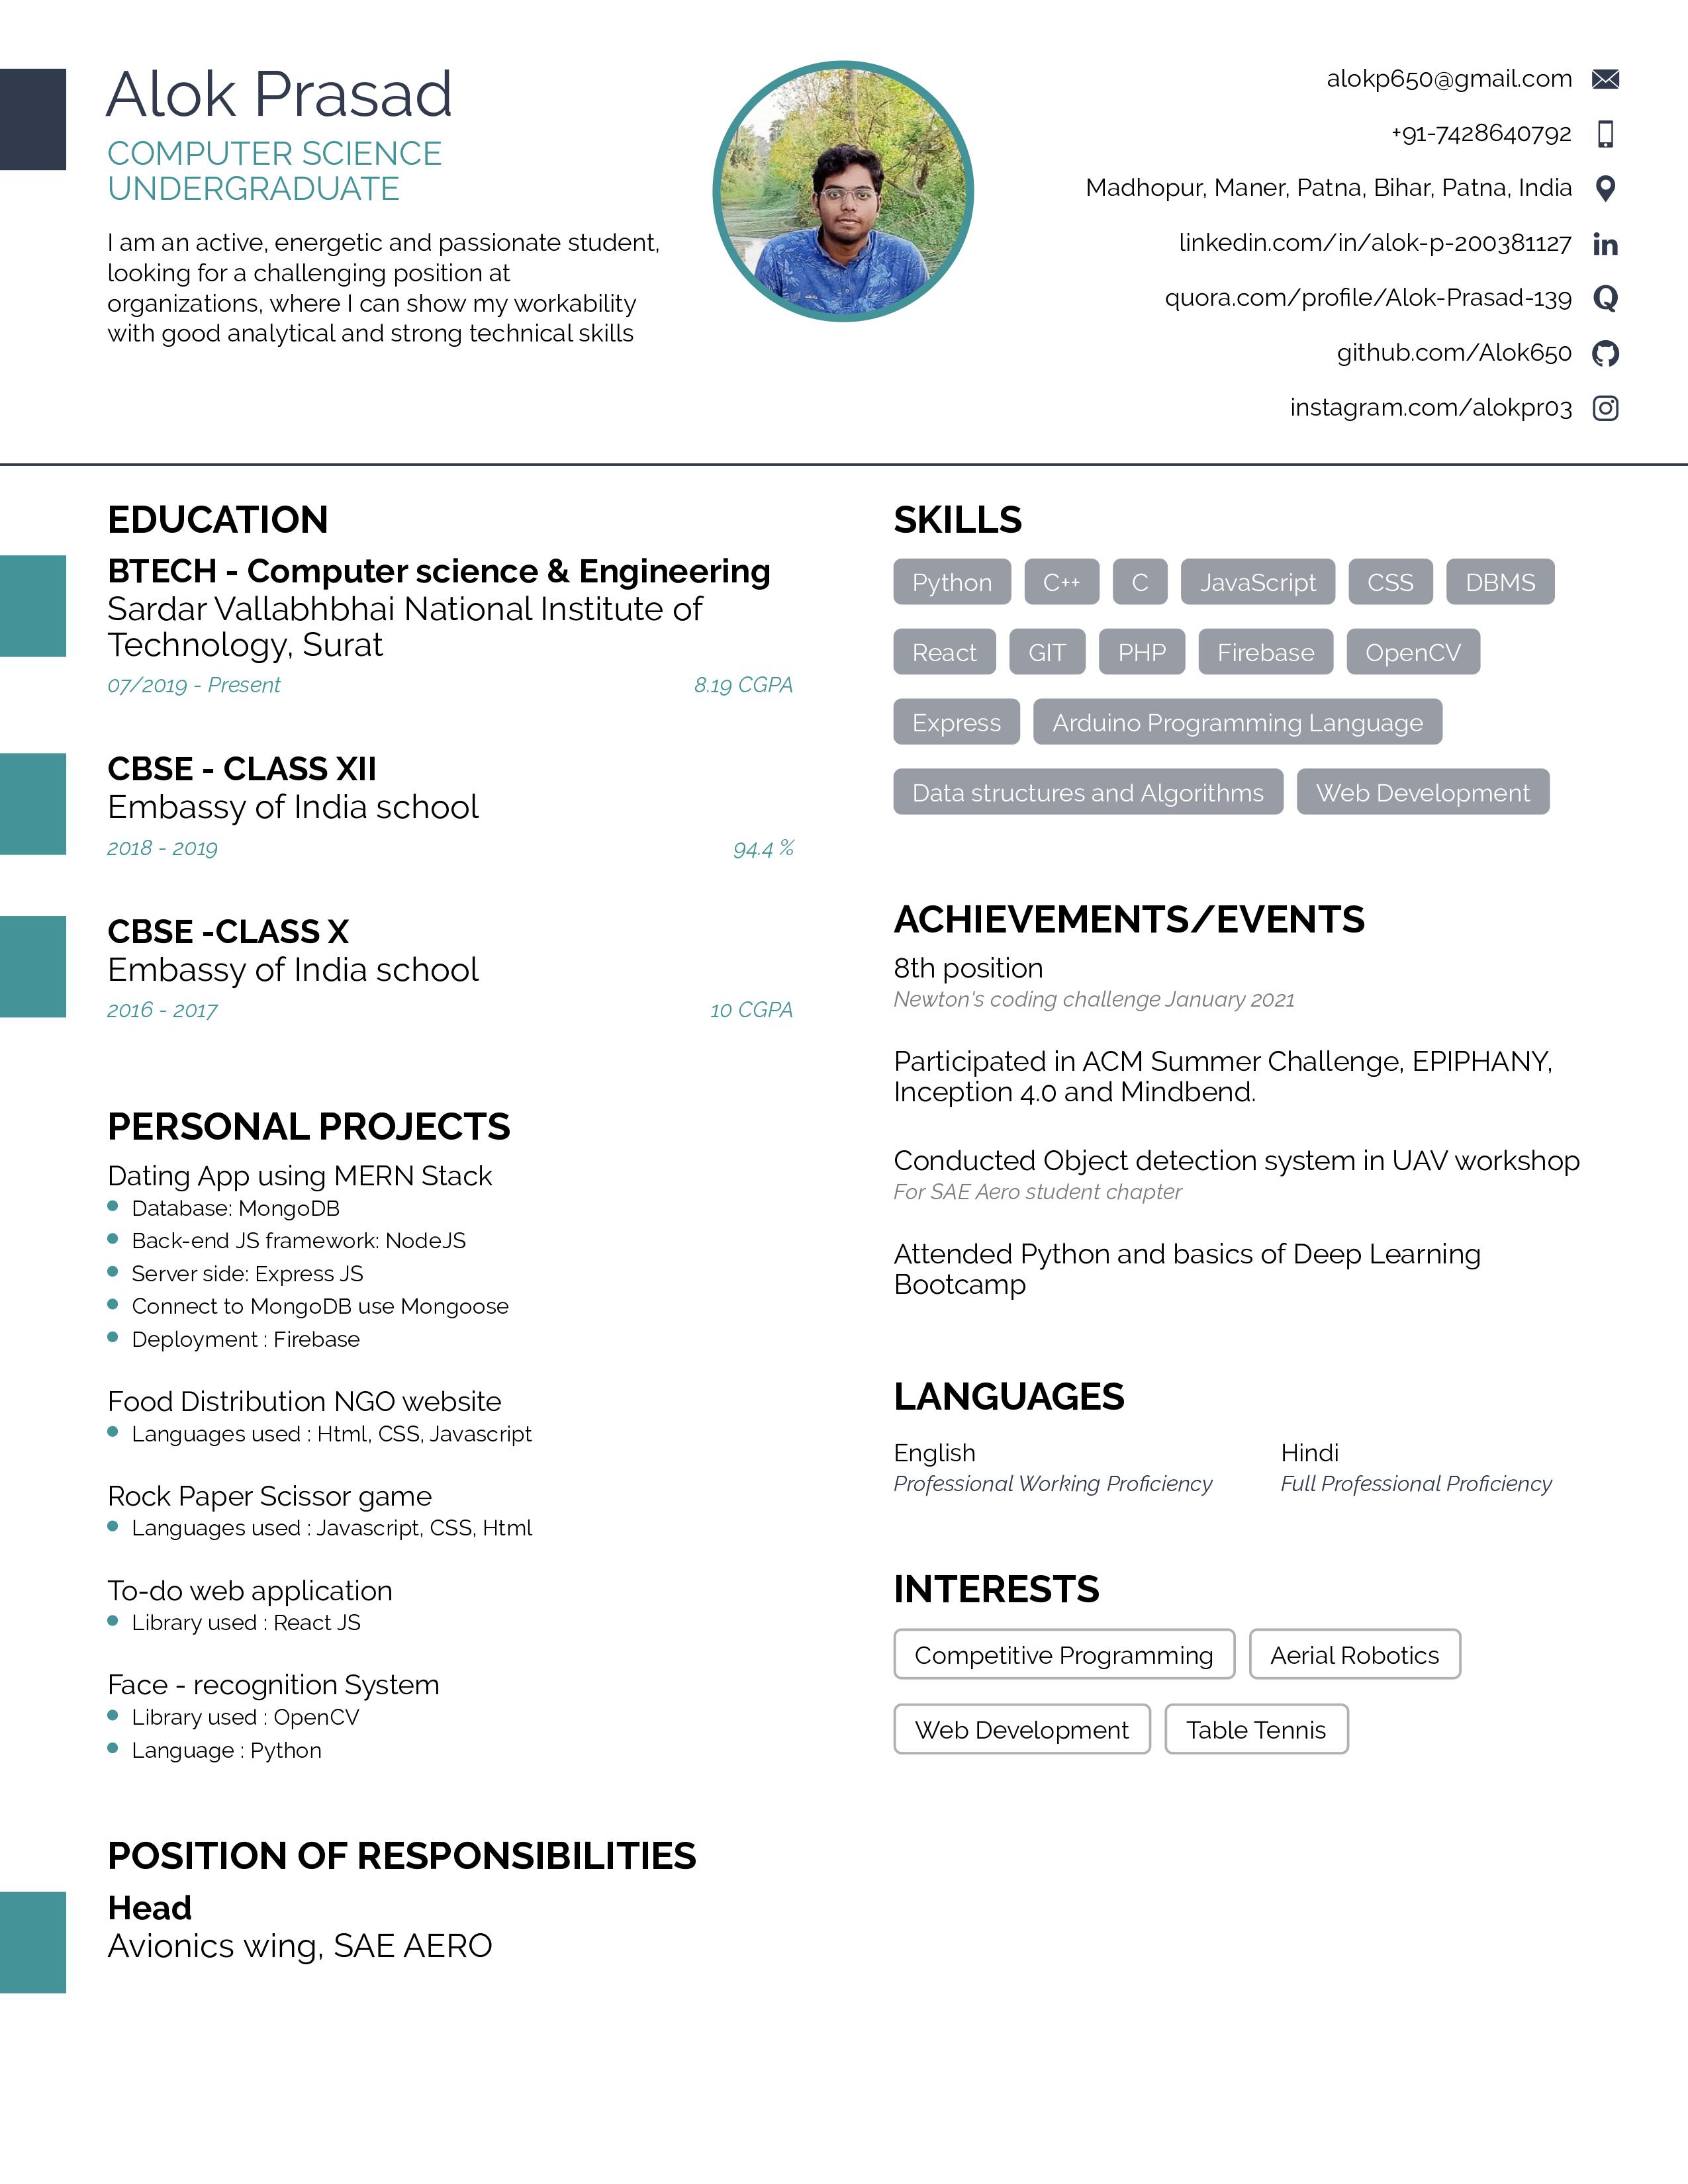 Alok Prasad
COMPUTER SCIENCE
UNDERGRADUATE
I am an active, energetic and passionate student,
looking for a challenging position at
organizations, where I can show my workability
with good analytical and strong technical skills
alokp650@gmail.com
+91-7428640792
Madhopur, Maner, Patna, Bihar, Patna, India
linkedin.com/in/alok-p-200381127
quora.com/profile/Alok-Prasad-139
github.com/Alok650
instagram.com/alokpr03
EDUCATION
BTECH - Computer science & Engineering
Sardar Vallabhbhai National Institute of
Technology, Surat
07/2019 - Present 8.19 CGPA
CBSE - CLASS XII
Embassy of India school
2018 - 2019 94.4 %
CBSE -CLASS X
Embassy of India school
2016 - 2017 10 CGPA
PERSONAL PROJECTS
Dating App using MERN Stack
Database: MongoDB
Back-end JS framework: NodeJS
Server side: Express JS
Connect to MongoDB use Mongoose
Deployment : Firebase
Food Distribution NGO website
Languages used : Html, CSS, Javascript
Rock Paper Scissor game
Languages used : Javascript, CSS, Html
To-do web application
Library used : React JS
Face - recognition System
Library used : OpenCV
Language : Python
POSITION OF RESPONSIBILITIES
Head
Avionics wing, SAE AERO
SKILLS
Python C++ C JavaScript CSS DBMS
React GIT PHP Firebase OpenCV
Express Arduino Programming Language
Data structures and Algorithms Web Development
ACHIEVEMENTS/EVENTS
8th position
Newton's coding challenge January 2021
Participated in ACM Summer Challenge, EPIPHANY,
Inception 4.0 and Mindbend.
Conducted Object detection system in UAV workshop
For SAE Aero student chapter
Attended Python and basics of Deep Learning
Bootcamp
LANGUAGES
English Hindi
Professional Working Proficiency Full Professional Proficiency
INTERESTS
Competitive Programming Aerial Robotics
Web Development Table Tennis